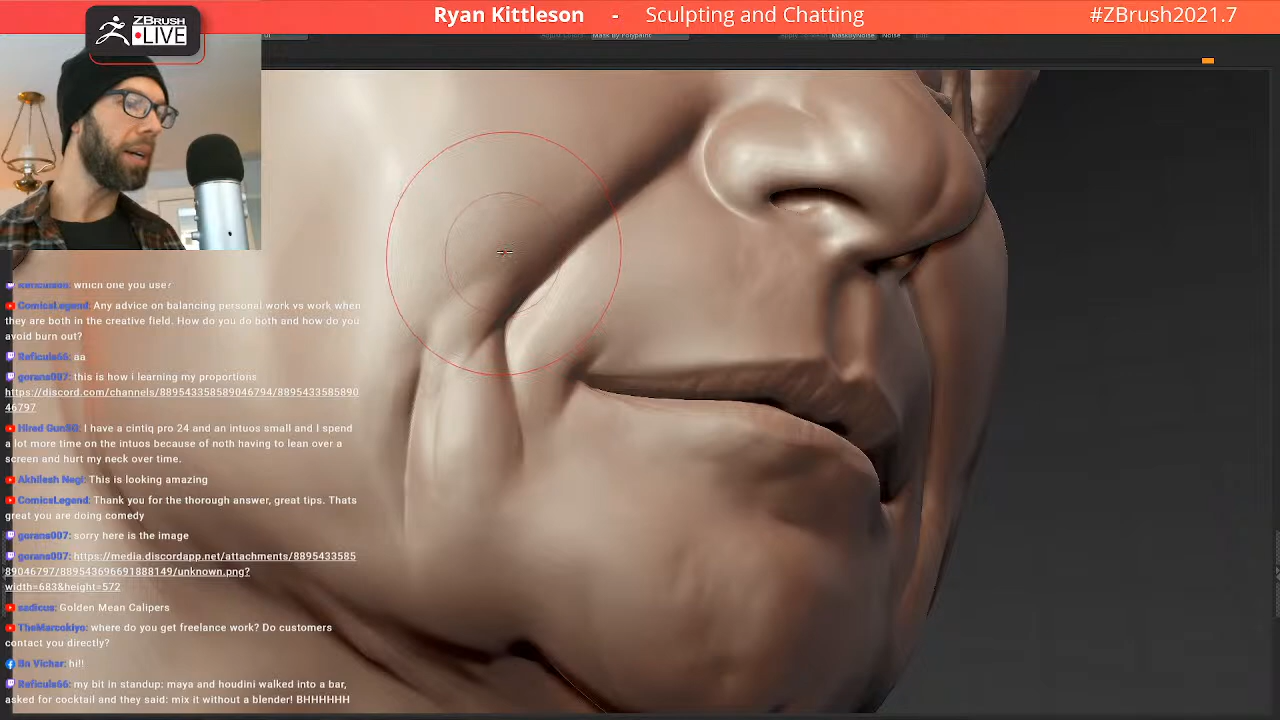 Ryan Kittleson - Sculpting and Chatting #ZBrush2021.7
ZBRUSH
LIVE
Mask By Polypaint MaskByNoise Noise
which one you use?
ComicsLegend: Any advice on balancing personal work vs work when
they are both in the creative field. How do you do both and how do you
avoid burn out?
Reficule66: aa
gorans007: this is how i learning my proportions
https://discord.com/channels/889543358589046794/8895433585890
46797
Hired GunSG: I have a cintiq pro 24 and an intuos small and I spend
a lot more time on the intuos because of noth having to lean over a
screen and hurt my neck over time.
Akhilesh Negi: This is looking amazing
ComicsLegend: Thank you for the thorough answer, great tips. Thats
great you are doing comedy
gorans007: sorry here is the image
gorans007: https://media.discordapp.net/attachments/8895433585
89046797/889543696691888149/unknown.png?
width=683&height=572
sadicus: Golden Mean Calipers
TheMarcokiyo: where do you get freelance work? Do customers
contact you directly?
Bn Vichar: hi!!
Reficule66: my bit in standup: maya and houdini walked into a bar,
asked for cocktail and they said: mix it without a blender! BHHHHHH